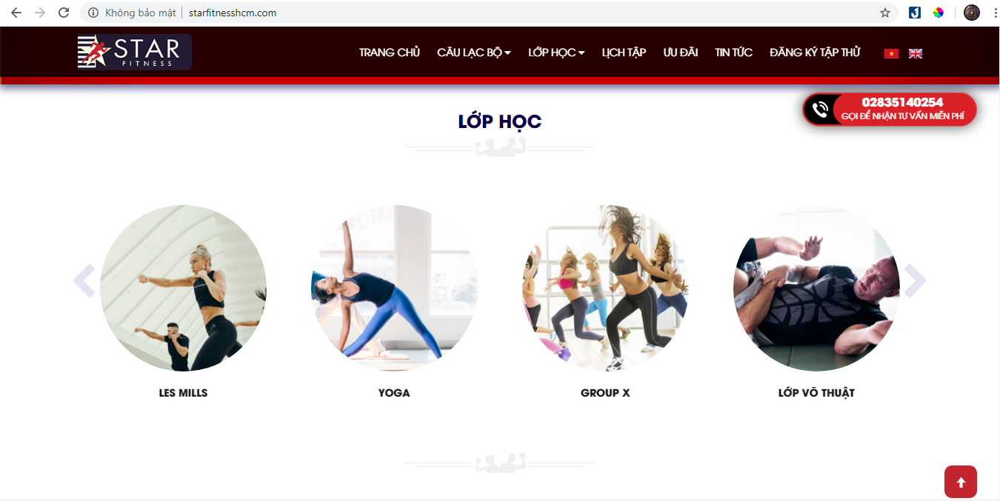 Không bảo mật | starfitnesshcm.com
STAR
FITNESS
TRANG CHỦ CÂU LẠC BỘ LỚP HỌC LỊCH TẬP ƯU ĐÃI TIN TỨC ĐĂNG KÝ TẬP THỬ
02835140254
GỌI ĐỂ NHẬN TƯ VẤN MIỄN PHÍ
LỚP HỌC
LES MILLS YOGA GROUP X LỚP VÕ THUẬT